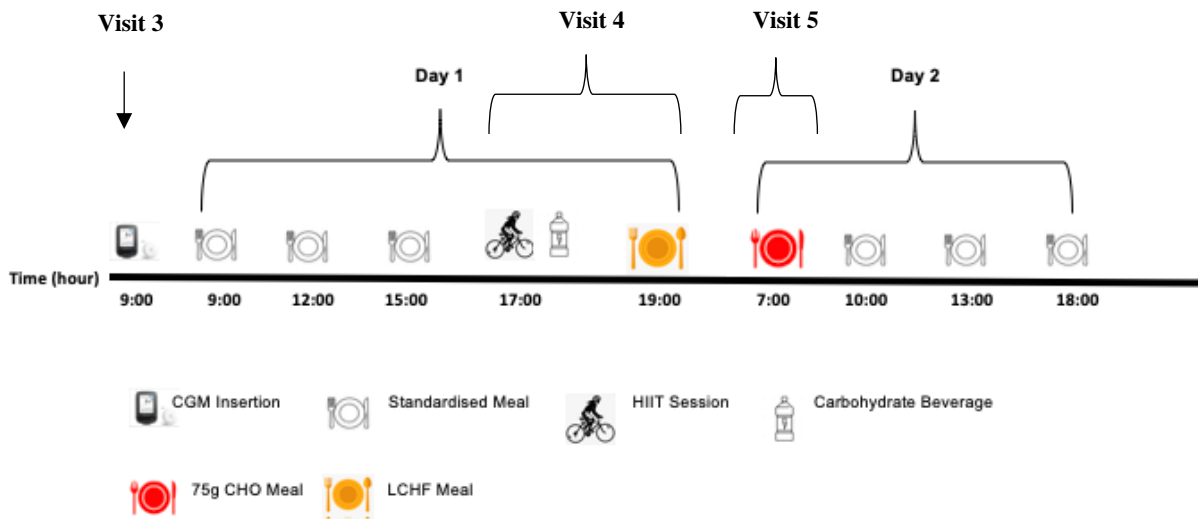 Visit 3
Visit 4
Visit 5
Day 1
Day 2
Time (hour)
9:00 9:00 12:00 15:00 17:00 19:00 7:00 10:00 13:00 18:00
CGM Insertion Standardised Meal HIIT Session Carbohydrate Beverage
75g CHO Meal LCHF Meal